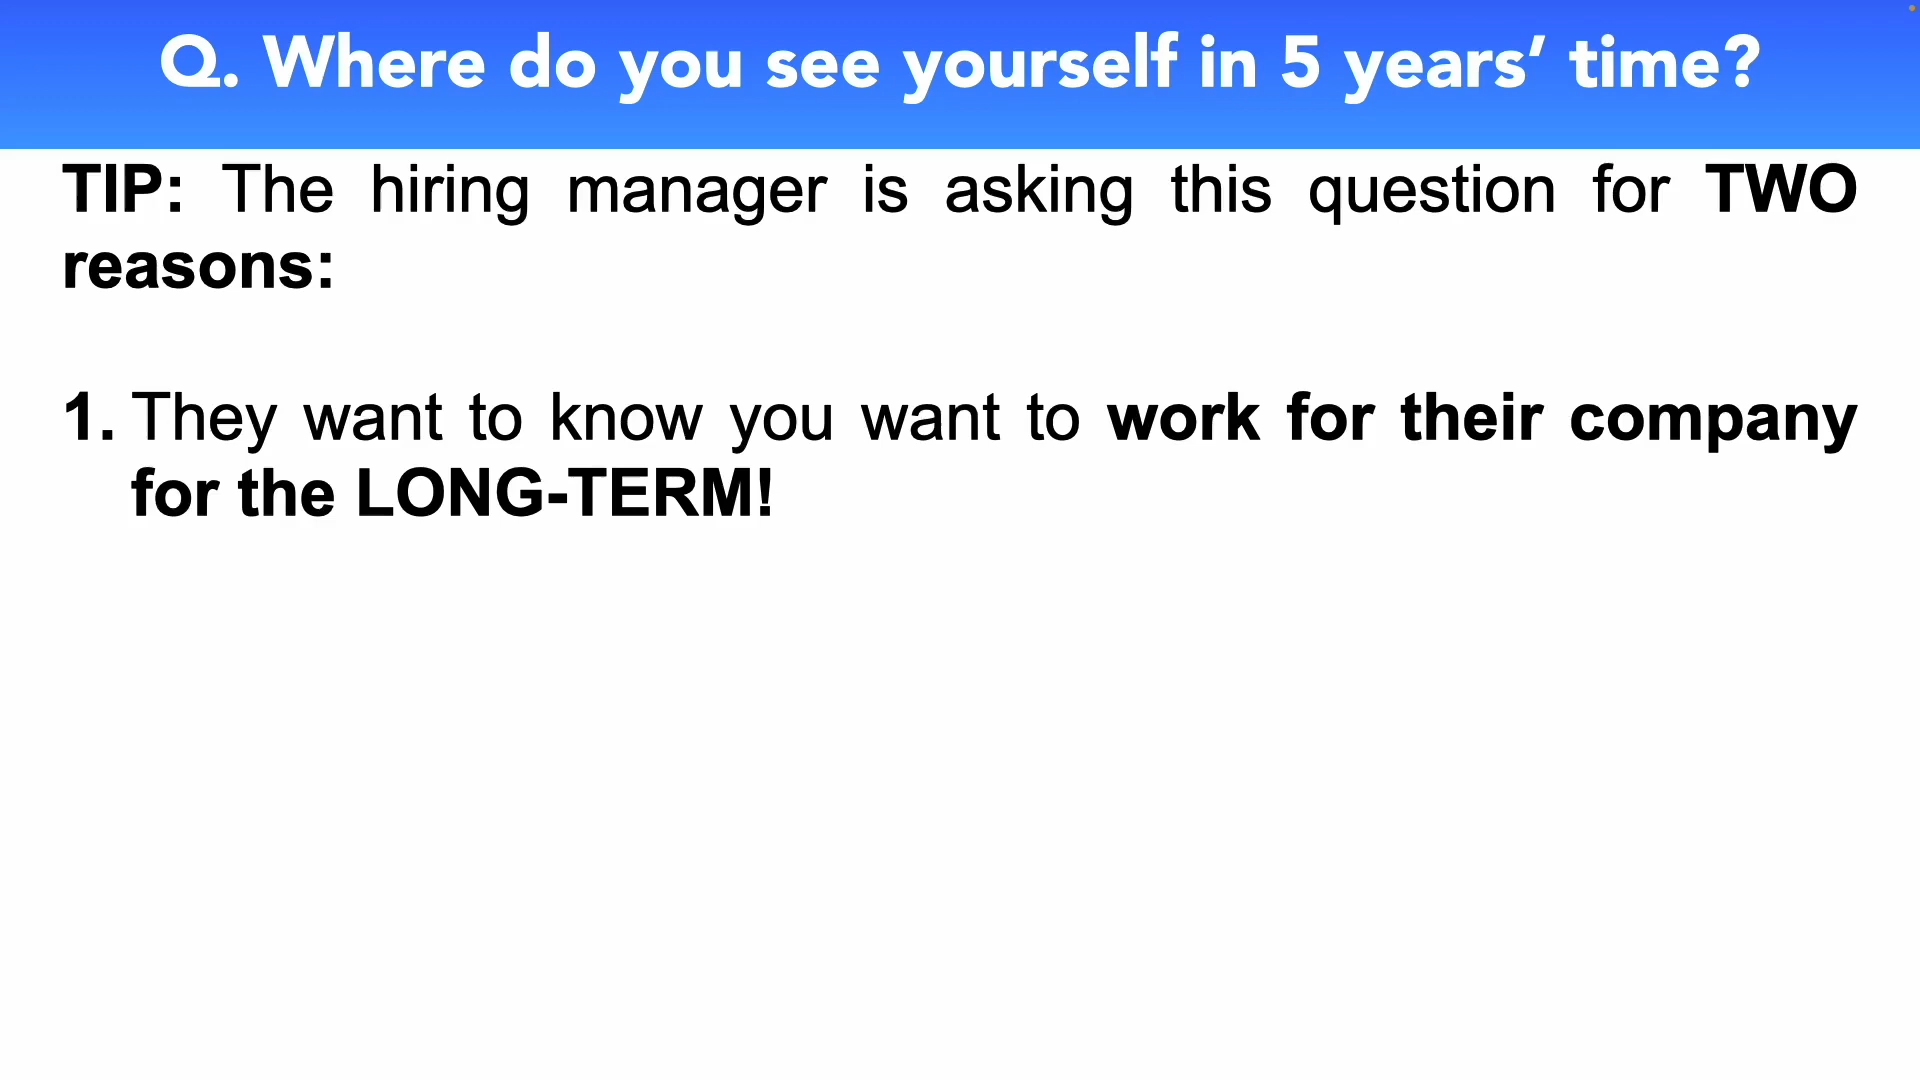 Q. Where do you see yourself in 5 years’ time?
TIP: The hiring manager is asking this question for TWO
reasons:
1. They want to know you want to work for their company
for the LONG-TERM!